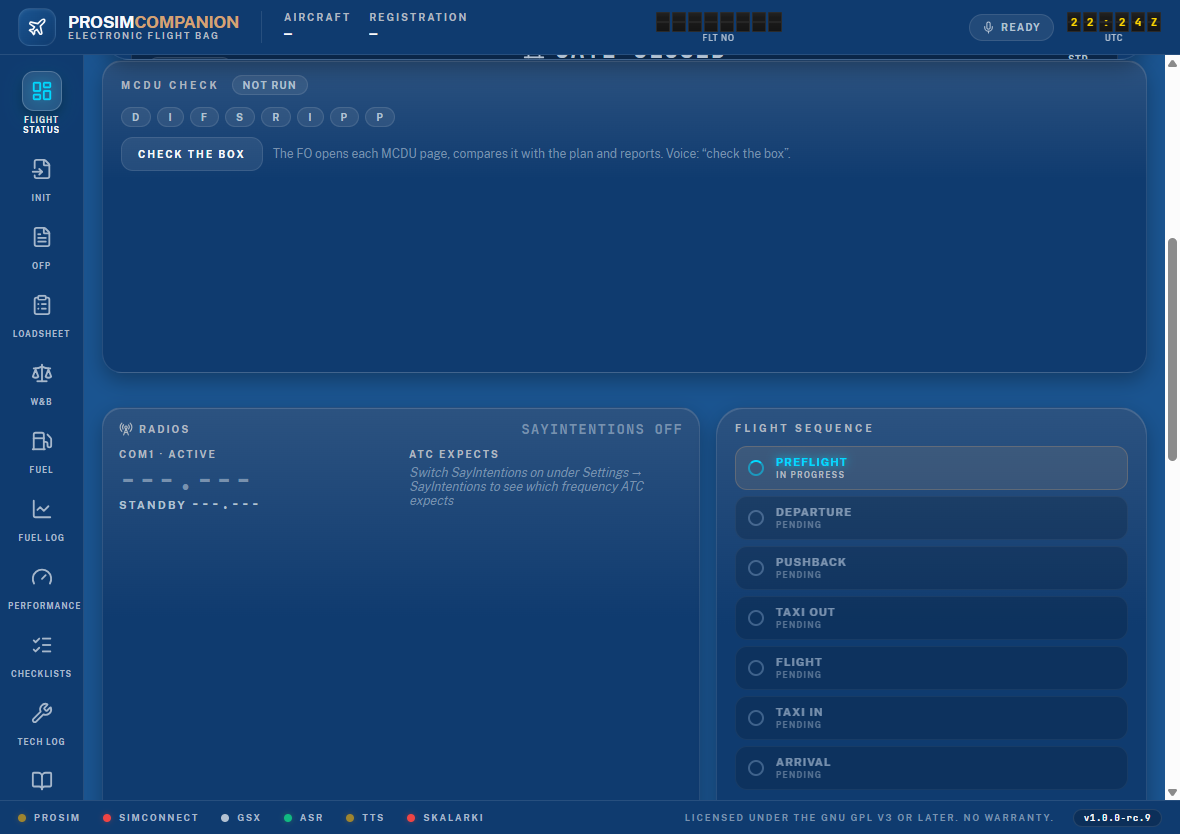 PROSIMCOMPANION
ELECTRONIC FLIGHT BAG
AIRCRAFT
–
REGISTRATION
–
FLT NO
READY
22:24Z
UTC
FLIGHT STATUS
INIT
OFP
LOADSHEET
W&B
FUEL
FUEL LOG
PERFORMANCE
CHECKLISTS
TECH LOG
MCDU CHECK
NOT RUN
D I F S R I P P
CHECK THE BOX
The FO opens each MCDU page, compares it with the plan and reports. Voice: “check the box”.
RADIOS
SAYINTENTIONS OFF
COM1 · ACTIVE
---.---
STANDBY ---.---
ATC EXPECTS
Switch SayIntentions on under Settings →
SayIntentions to see which frequency ATC
expects
FLIGHT SEQUENCE
PREFLIGHT
IN PROGRESS
DEPARTURE
PENDING
PUSHBACK
PENDING
TAXI OUT
PENDING
FLIGHT
PENDING
TAXI IN
PENDING
ARRIVAL
PENDING
PROSIM
SIMCONNECT
GSX
ASR
TTS
SKALARKI
LICENSED UNDER THE GNU GPL V3 OR LATER. NO WARRANTY.
v1.0.0-rc.9